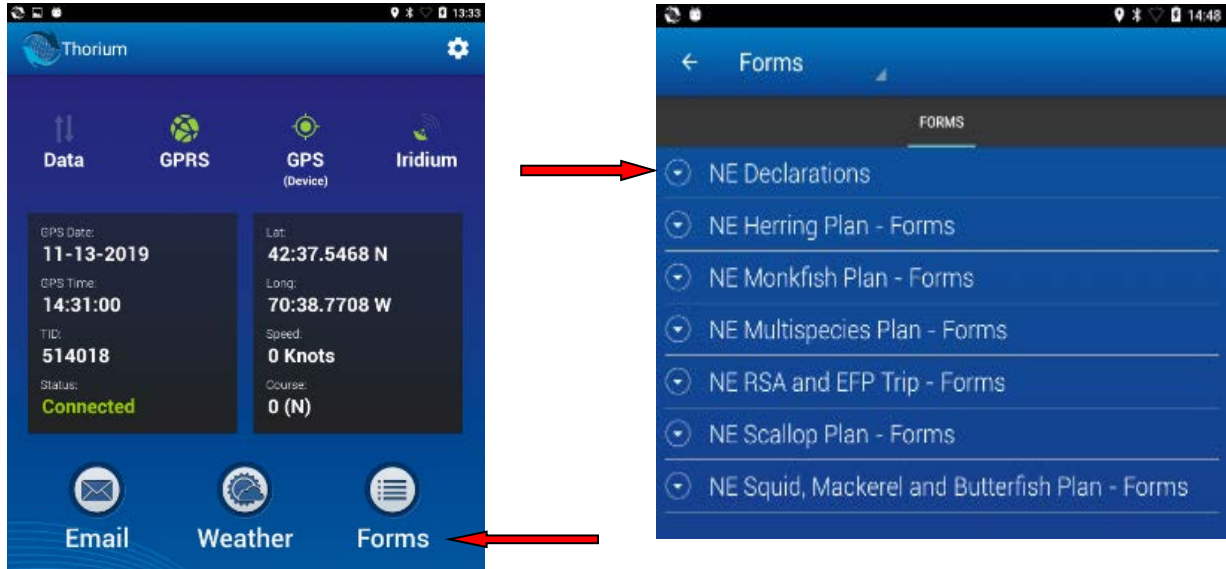 13:33
Thorium
Data GPRS GPS Iridium
(Device)
GPS Date:
11-13-2019
GPS Time:
14:31:00
TID:
514018
Status:
Connected
Lat:
42:37.5468 N
Long:
70:38.7708 W
Speed:
0 Knots
Course:
0 (N)
Email Weather Forms
14:48
Forms
FORMS
NE Declarations
NE Herring Plan - Forms
NE Monkfish Plan - Forms
NE Multispecies Plan - Forms
NE RSA and EFP Trip - Forms
NE Scallop Plan - Forms
NE Squid, Mackerel and Butterfish Plan - Forms